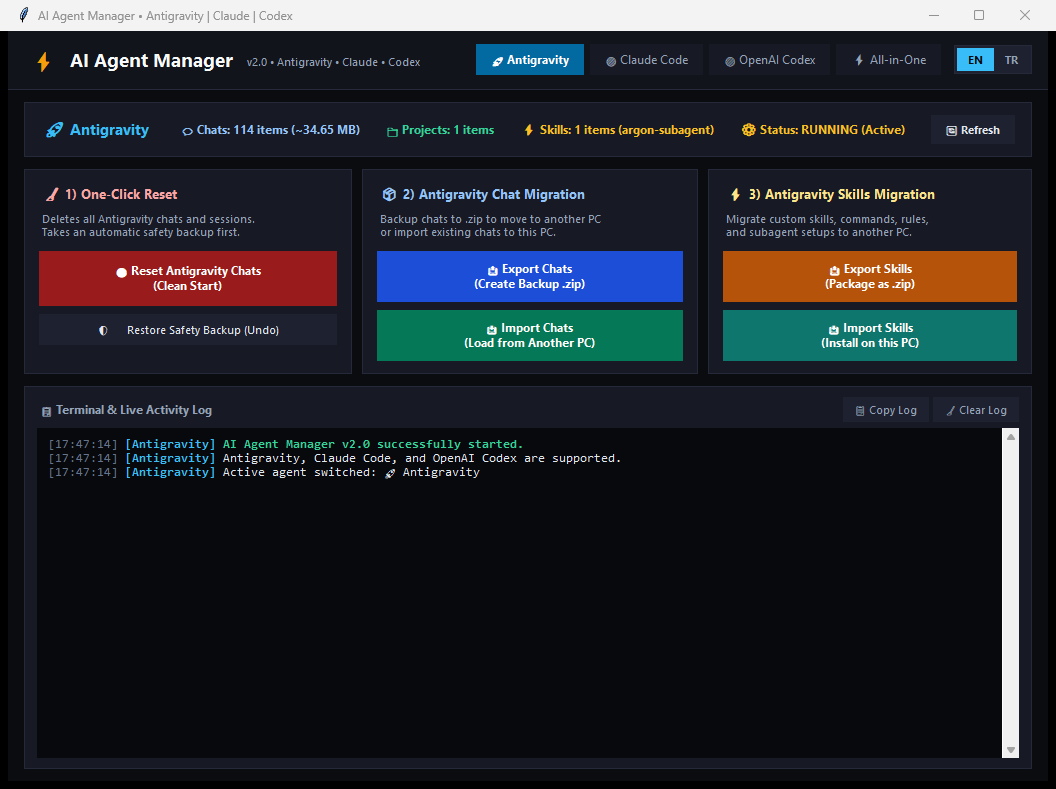 AI Agent Manager • Antigravity | Claude | Codex
AI Agent Manager v2.0 • Antigravity • Claude • Codex
Antigravity
Claude Code
OpenAI Codex
All-in-One
EN
TR
Antigravity
Chats: 114 items (~34.65 MB)
Projects: 1 items
Skills: 1 items (argon-subagent)
Status: RUNNING (Active)
Refresh
1) One-Click Reset
Deletes all Antigravity chats and sessions.
Takes an automatic safety backup first.
Reset Antigravity Chats
(Clean Start)
Restore Safety Backup (Undo)
2) Antigravity Chat Migration
Backup chats to .zip to move to another PC
or import existing chats to this PC.
Export Chats
(Create Backup .zip)
Import Chats
(Load from Another PC)
3) Antigravity Skills Migration
Migrate custom skills, commands, rules,
and subagent setups to another PC.
Export Skills
(Package as .zip)
Import Skills
(Install on this PC)
Terminal & Live Activity Log
Copy Log
Clear Log
[17:47:14] [Antigravity] AI Agent Manager v2.0 successfully started.
[17:47:14] [Antigravity] Antigravity, Claude Code, and OpenAI Codex are supported.
[17:47:14] [Antigravity] Active agent switched: 🚀 Antigravity